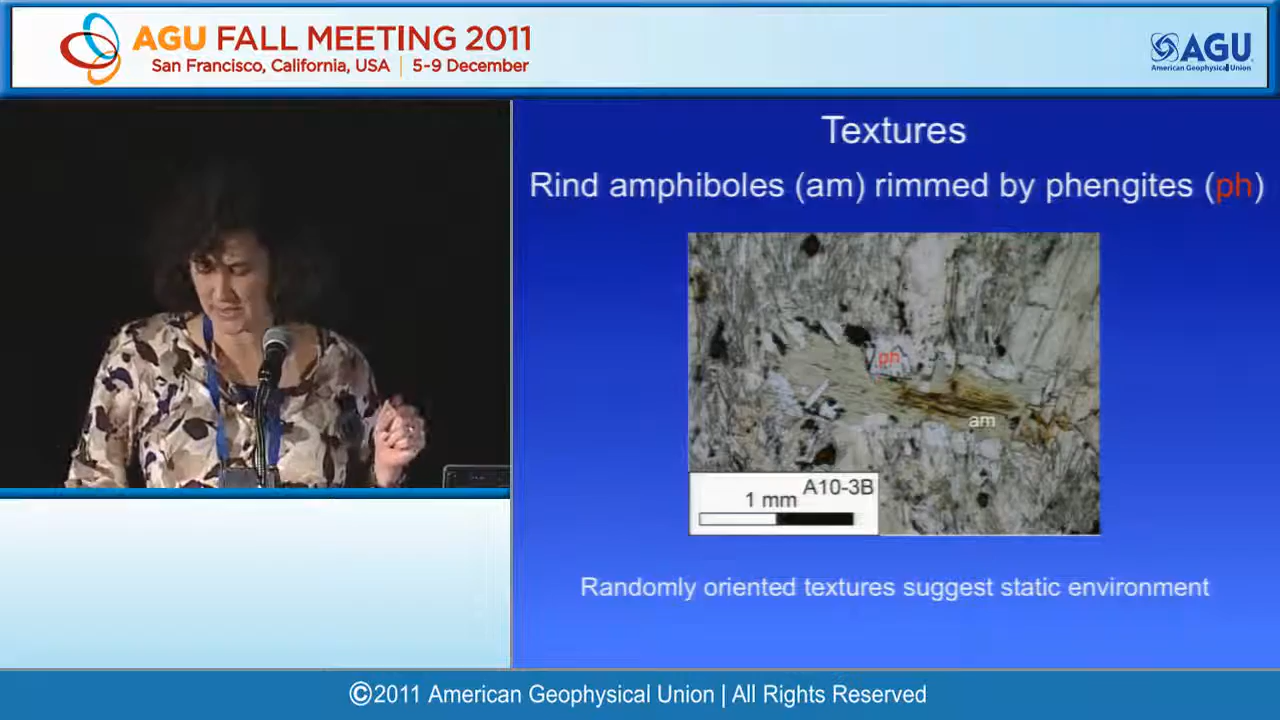 AGU FALL MEETING 2011
San Francisco, California, USA | 5-9 December
AGU
American Geophysical Union
Textures
Rind amphiboles (am) rimmed by phengites (ph)
ph
am
A10-3B
1 mm
Randomly oriented textures suggest static environment
©2011 American Geophysical Union | All Rights Reserved